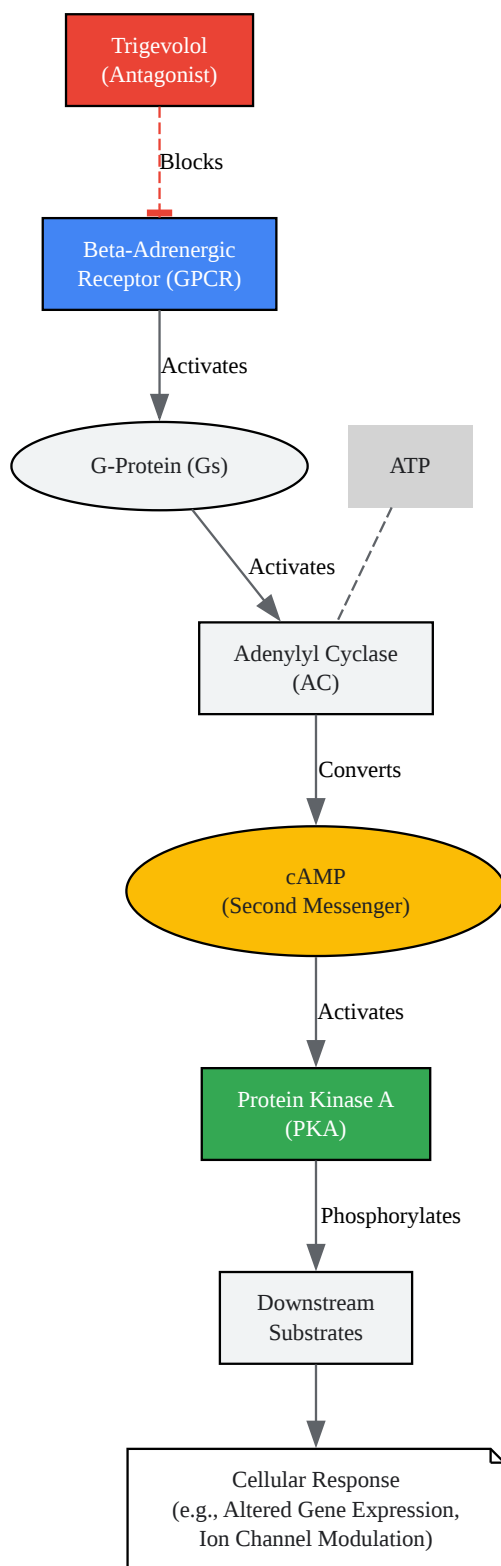 Trigevolol
(Antagonist)
Blocks
Beta-Adrenergic
Receptor (GPCR)
Activates
G-Protein (Gs)
ATP
Activates
Adenylyl Cyclase
(AC)
Converts
cAMP
(Second Messenger)
Activates
Protein Kinase A
(PKA)
Phosphorylates
Downstream
Substrates
Cellular Response
(e.g., Altered Gene Expression,
Ion Channel Modulation)